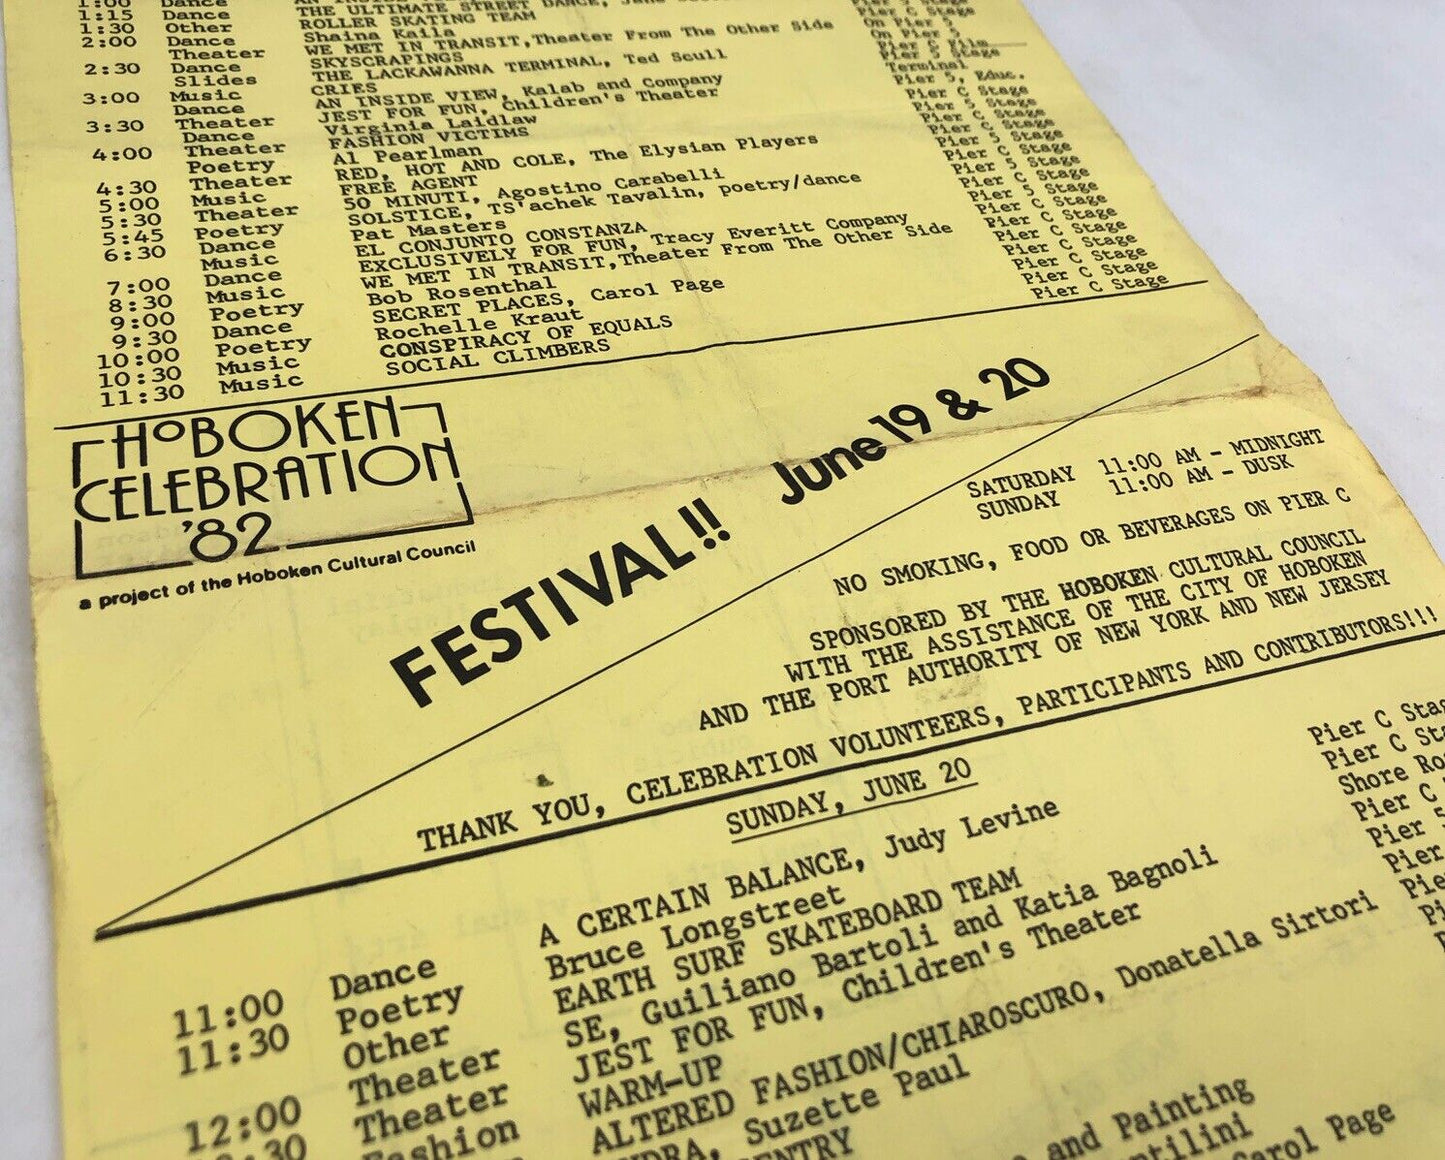 1:00 Dance
1:15 Dance THE ULTIMATE STREET DANCE, Pier C Stage
1:30 Other ROLLER SKATING TEAM On Pier 5
2:00 Dance Shaina Kaila
Theater WE MET IN TRANSIT,Theater From The Other Side Pier C Stage
2:30 Dance SKYSCRAPINGS
Slides THE LACKAWANNA TERMINAL, Ted Scull Terminal
3:00 Music CRIES Pier 5, Educ.
Dance AN INSIDE VIEW, Kalab and Company Pier C Stage
3:30 Theater JEST FOR FUN, Children's Theater Pier 5 Stage
Dance Virginia Laidlaw Pier C Stage
4:00 Theater FASHION VICTIMS Pier 5 Stage
Poetry Al Pearlman Pier C Stage
4:30 Theater RED, HOT AND COLE, The Elysian Players Pier 5 Stage
5:00 Music FREE AGENT Pier C Stage
5:30 Theater 50 MINUTI, Agostino Carabelli Pier 5 Stage
5:45 Poetry SOLSTICE, TS'achek Tavalin, poetry/dance Pier C Stage
6:30 Dance Pat Masters Pier C Stage
Music EL CONJUNTO CONSTANZA Pier C Stage
7:00 Dance EXCLUSIVELY FOR FUN, Tracy Everitt Company Pier C Stage
8:30 Music WE MET IN TRANSIT,Theater From The Other Side Pier C Stage
9:00 Poetry Bob Rosenthal Pier C Stage
9:30 Dance SECRET PLACES, Carol Page Pier C Stage
10:00 Poetry Rochelle Kraut
10:30 Music CONSPIRACY OF EQUALS
11:30 Music SOCIAL CLIMBERS
HOBOKEN
CELEBRATION
'82
a project of the Hoboken Cultural Council
FESTIVAL!! June 19 & 20
SATURDAY 11:00 AM - MIDNIGHT
SUNDAY 11:00 AM - DUSK
NO SMOKING, FOOD OR BEVERAGES ON PIER C
SPONSORED BY THE HOBOKEN CULTURAL COUNCIL
WITH THE ASSISTANCE OF THE CITY OF HOBOKEN
AND THE PORT AUTHORITY OF NEW YORK AND NEW JERSEY
THANK YOU, CELEBRATION VOLUNTEERS, PARTICIPANTS AND CONTRIBUTORS!!!
SUNDAY, JUNE 20
11:00 Dance A CERTAIN BALANCE, Judy Levine Pier C
11:30 Poetry Bruce Longstreet Pier C
Other EARTH SURF SKATEBOARD TEAM Shore
Theater SE, Guiliano Bartoli and Katia Bagnoli Pier C
12:00 Theater JEST FOR FUN, Children's Theater Pier
Fashion WARM-UP Pier
ALTERED FASHION/CHIAROSCURO, Donatella Sirtori
Suzette Paul
and Painting
Carol Page